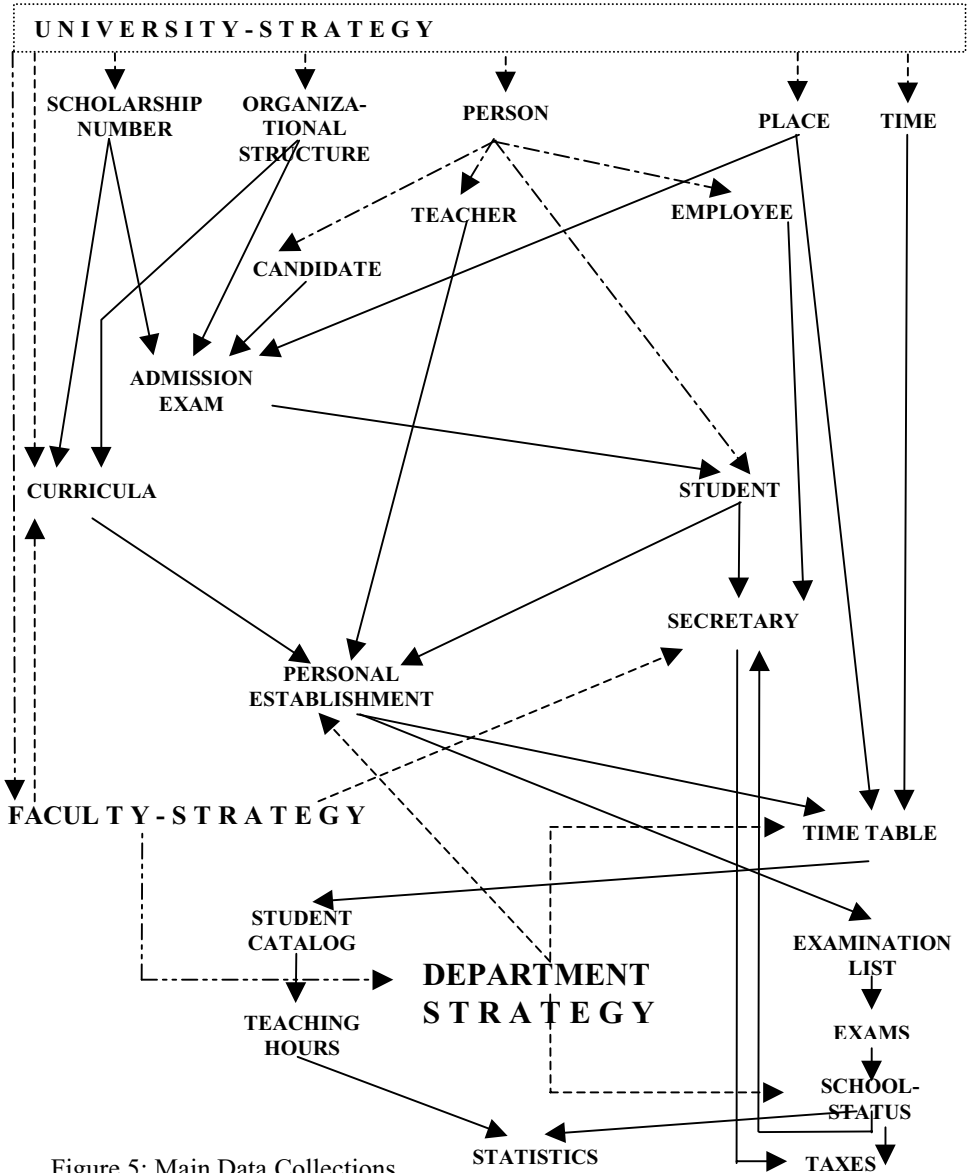 U N I V E R S I T Y - S T R A T E G Y
SCHOLARSHIP
NUMBER
ORGANIZA-
TIONAL
STRUCTURE
PERSON
PLACE
TIME
TEACHER
EMPLOYEE
CANDIDATE
ADMISSION
EXAM
CURRICULA
STUDENT
SECRETARY
PERSONAL
ESTABLISHMENT
FACUL T Y - S T R A T E G Y
TIME TABLE
STUDENT
CATALOG
EXAMINATION
LIST
DEPARTMENT
S T R A T E G Y
TEACHING
HOURS
EXAMS
SCHOOL-
STATUS
STATISTICS
TAXES
Figure 5: Main Data Collections